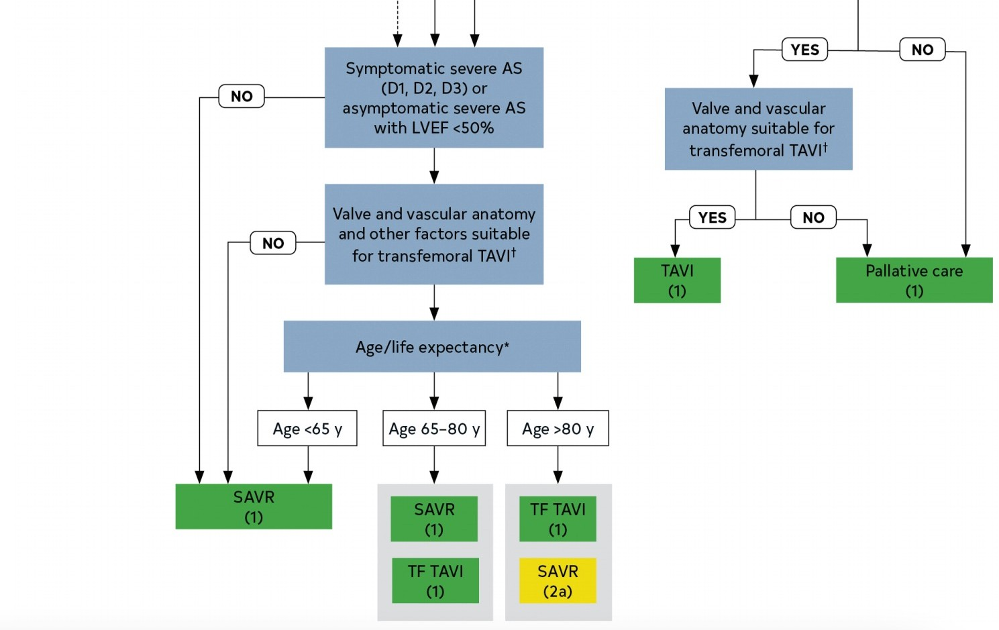 YES
NO
Symptomatic severe AS
(D1, D2, D3) or
asymptomatic severe AS
with LVEF <50%
NO
Valve and vascular
anatomy suitable for
transfemoral TAVI†
Valve and vascular anatomy
and other factors suitable
for transfemoral TAVI†
NO
YES
NO
TAVI
(1)
Pallative care
(1)
Age/life expectancy*
Age <65 y
Age 65–80 y
Age >80 y
SAVR
(1)
SAVR
(1)
TF TAVI
(1)
TF TAVI
(1)
SAVR
(2a)